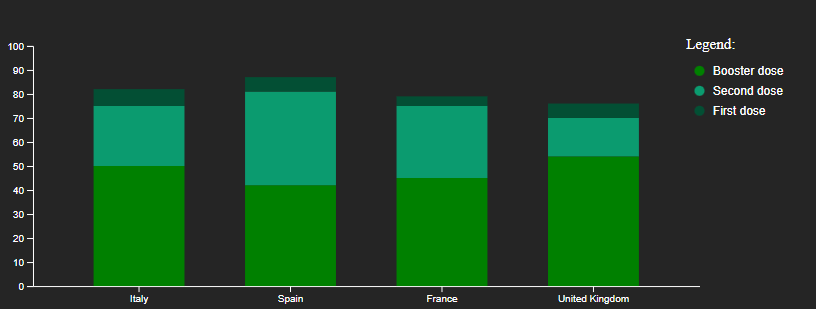 Legend:
Booster dose
Second dose
First dose
100
90
80
70
60
50
40
30
20
10
0
Italy Spain France United Kingdom